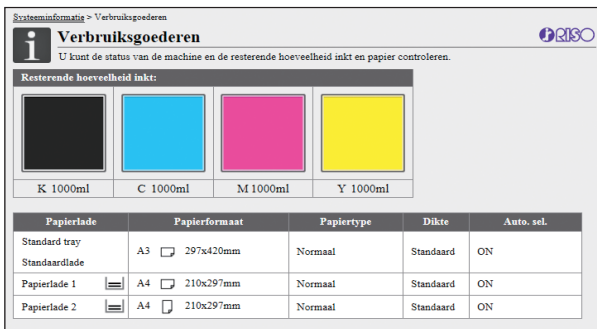 Systeeminformatie > Verbruiksgoederen
i Verbruiksgoederen RISO
U kunt de status van de machine en de resterende hoeveelheid inkt en papier controleren.
Resterende hoeveelheid inkt:
K 1000ml C 1000ml M 1000ml Y 1000ml
Papierlade Papierformaat Papiertype Dikte Auto. sel.
Standard tray
Standaardlade A3 297x420mm Normaal Standaard ON
Papierlade 1 A4 210x297mm Normaal Standaard ON
Papierlade 2 A4 210x297mm Normaal Standaard ON